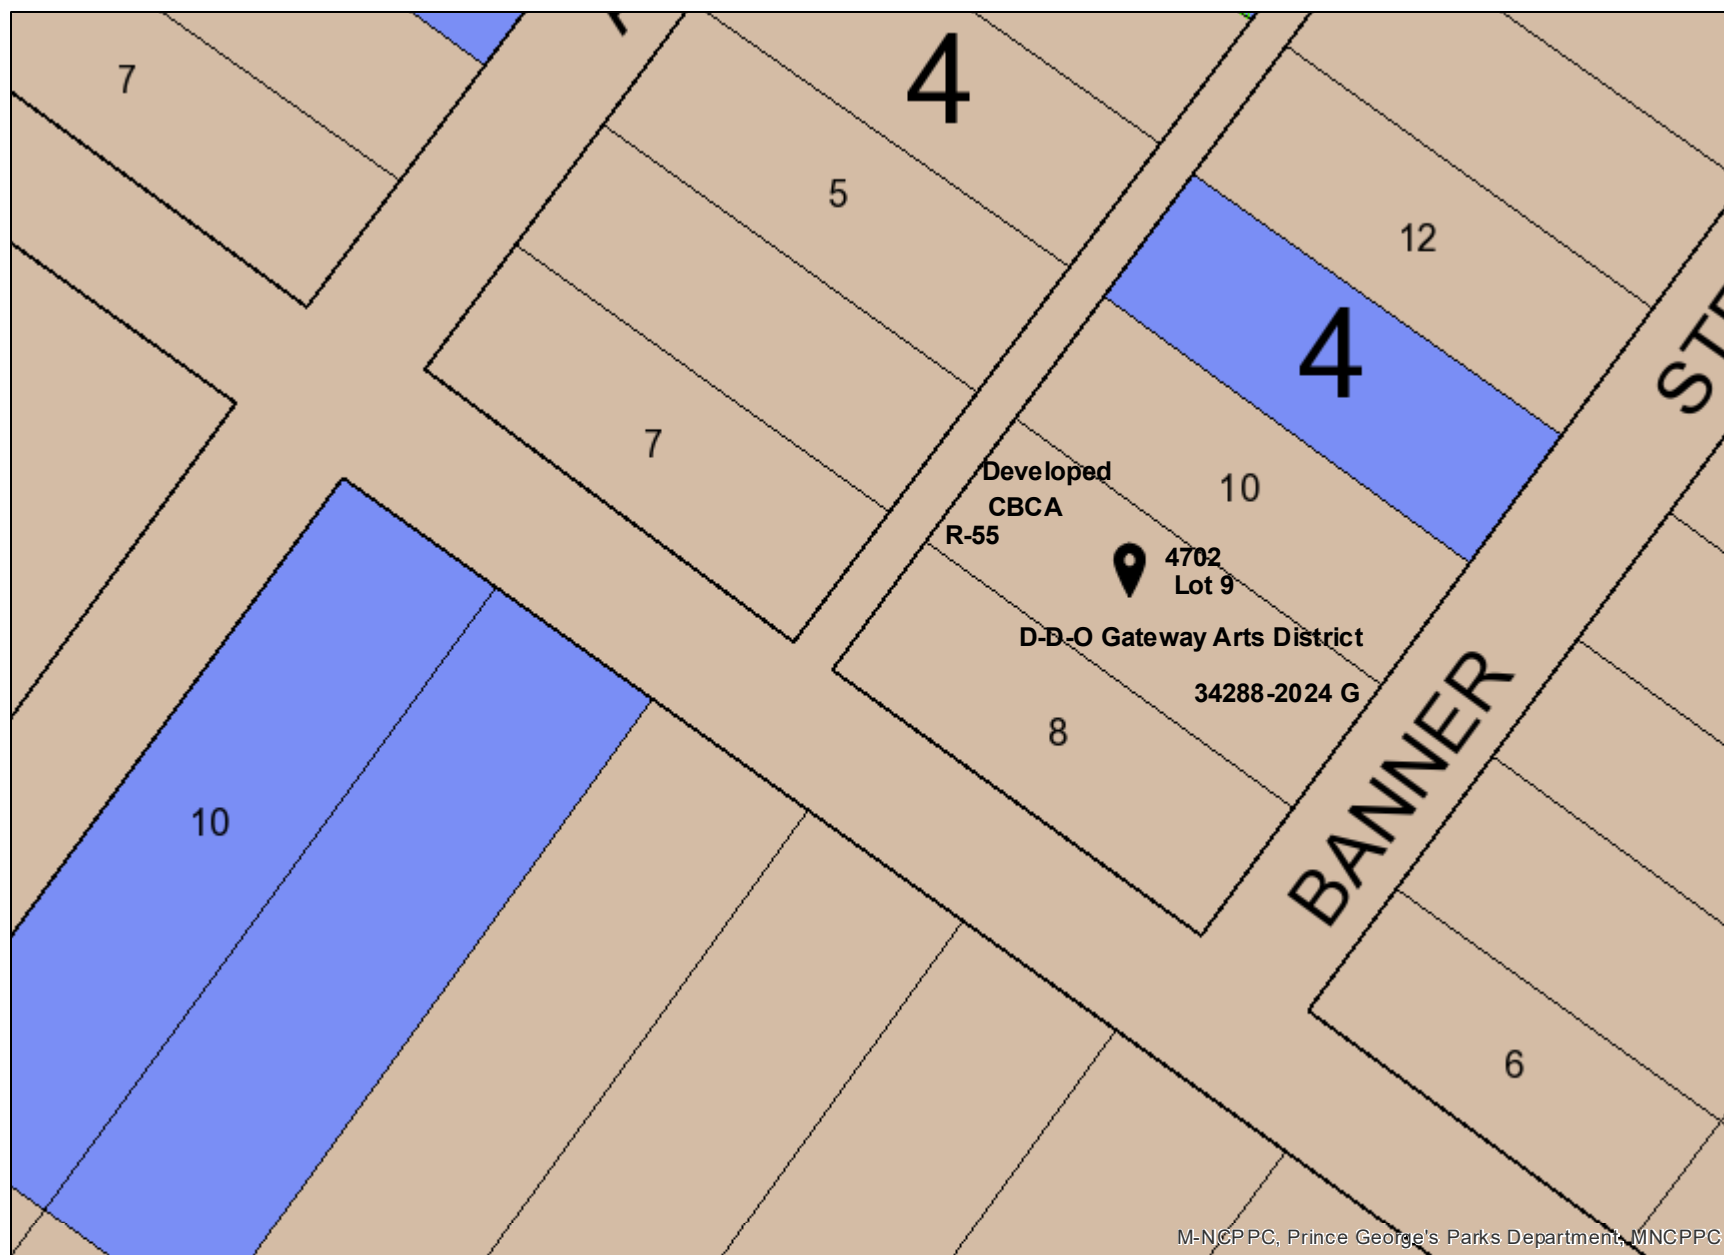 7
4
5
12
4
STRE
7
Developed
10
CBCA
R-55
4702
Lot 9
D-D-O Gateway Arts District
34288-2024 G
8
BANNER
10
6
M-NCPPC, Prince George's Parks Department, MNCPPC